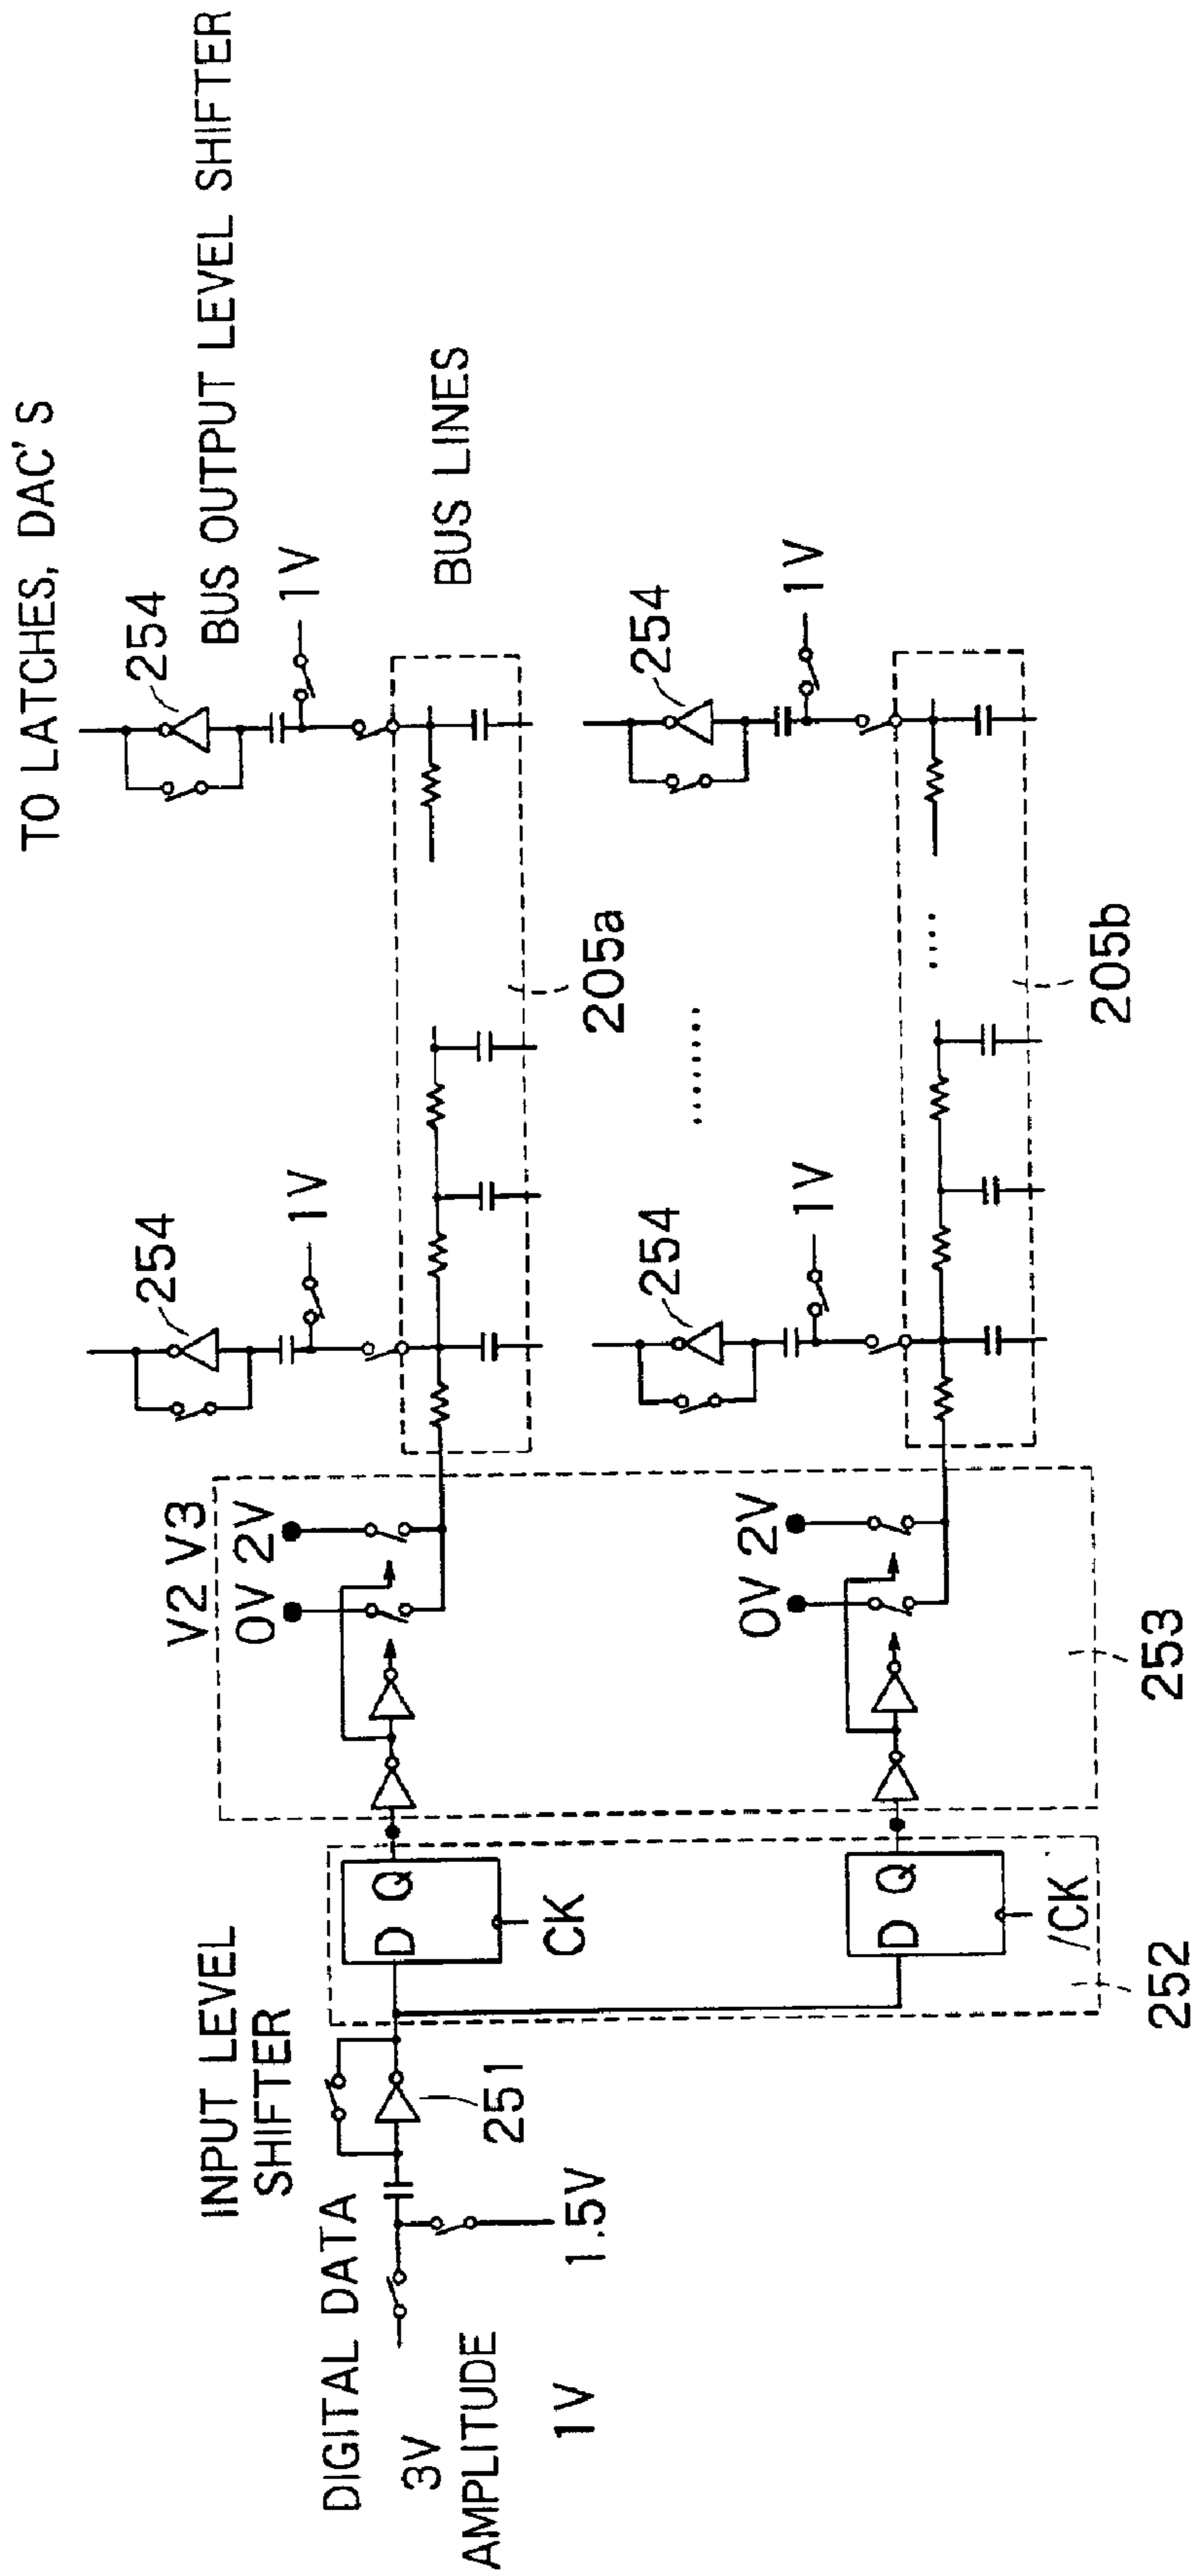 TO LATCHES, DAC'S
BUS OUTPUT LEVEL SHIFTER
254
254
1V
1V
BUS LINES
205a
INPUT LEVEL
SHIFTER
V2 V3
0V 2V
DIGITAL DATA
3V
AMPLITUDE
1V
1.5V
251
D Q
CK
254
254
1V
1V
........
....
0V 2V
D Q
/CK
252
253
205b